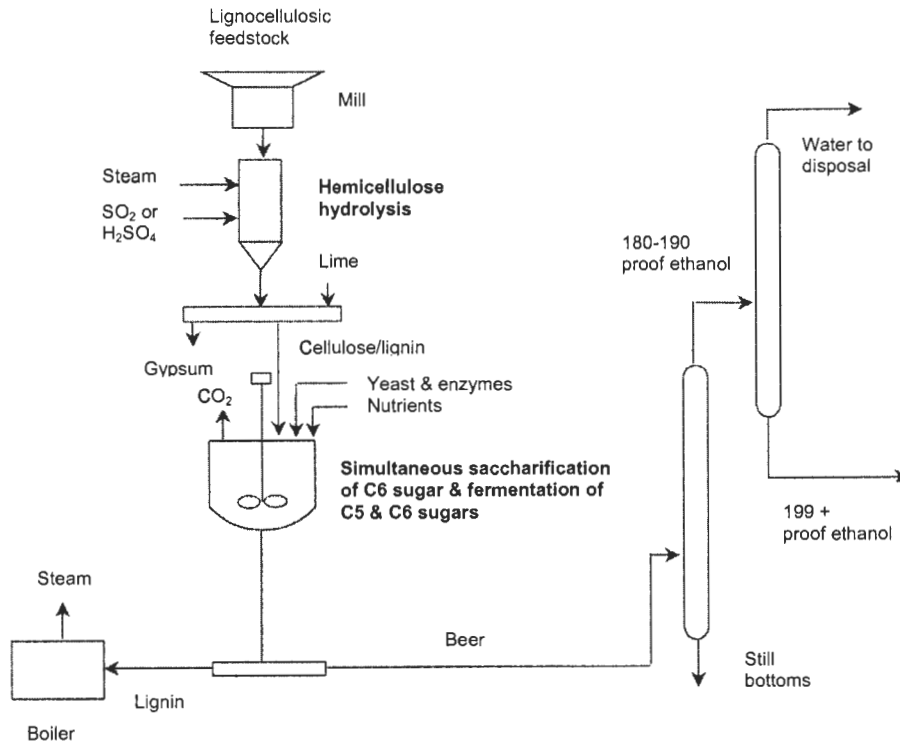 Lignocellulosic
feedstock
Mill
Water to
disposal
Steam
Hemicellulose
hydrolysis
SO₂ or
H₂SO₄
180-190
proof ethanol
Lime
Cellulose/lignin
Gypsum
Yeast & enzymes
CO₂
Nutrients
Simultaneous saccharification
of C6 sugar & fermentation of
C5 & C6 sugars
199 +
proof ethanol
Steam
Beer
Still
bottoms
Lignin
Boiler